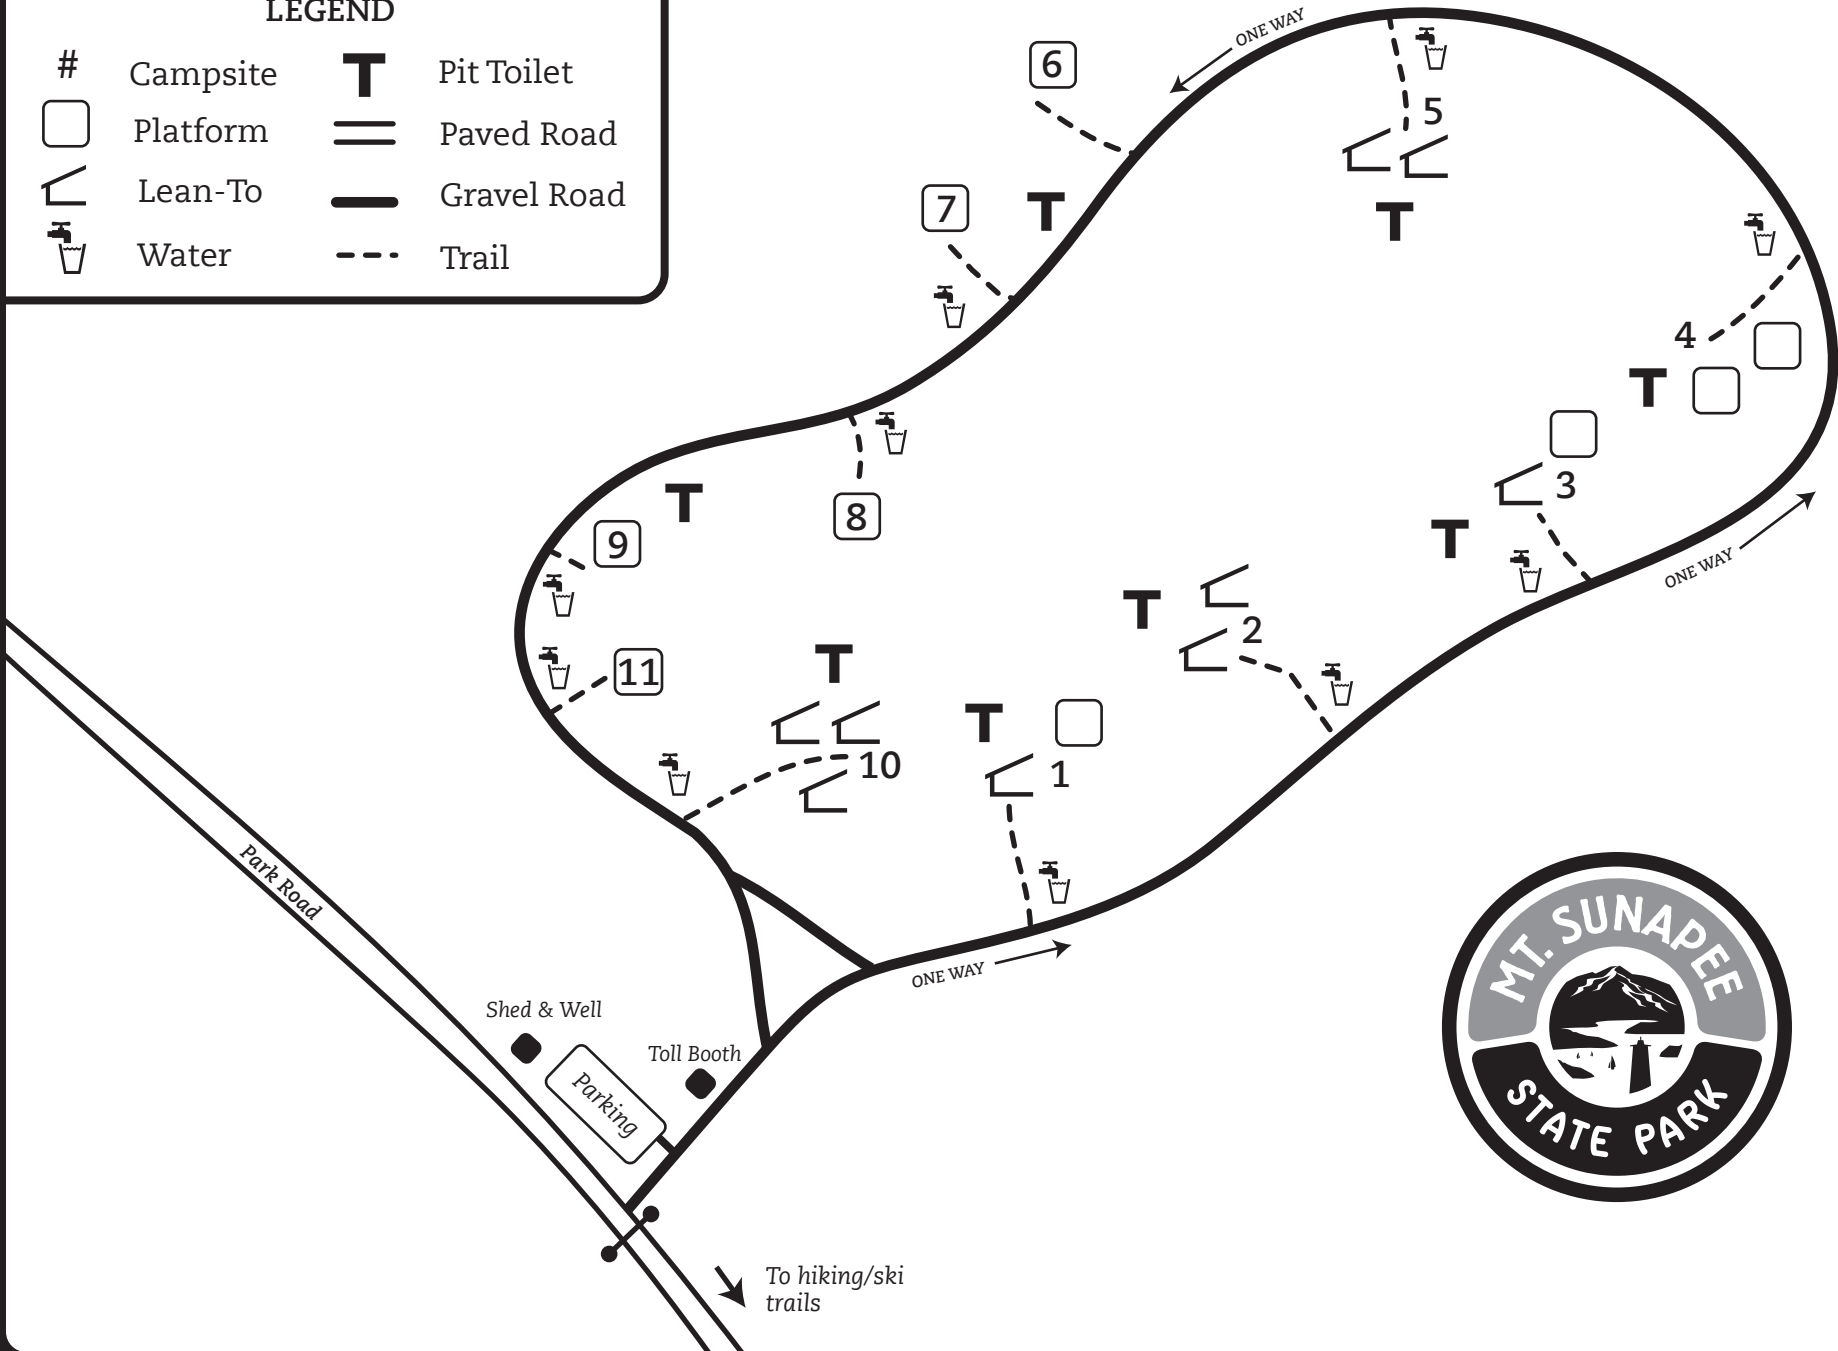 LEGEND
#
Campsite
Pit Toilet
Platform
Paved Road
Lean-To
Gravel Road
Water
Trail
ONE WAY
6
5
7
4
3
8
9
ONE WAY
2
11
10
1
Park Road
ONE WAY
Shed & Well
Toll Booth
Parking
MT. SUNAPEE
STATE PARK
To hiking/ski
trails